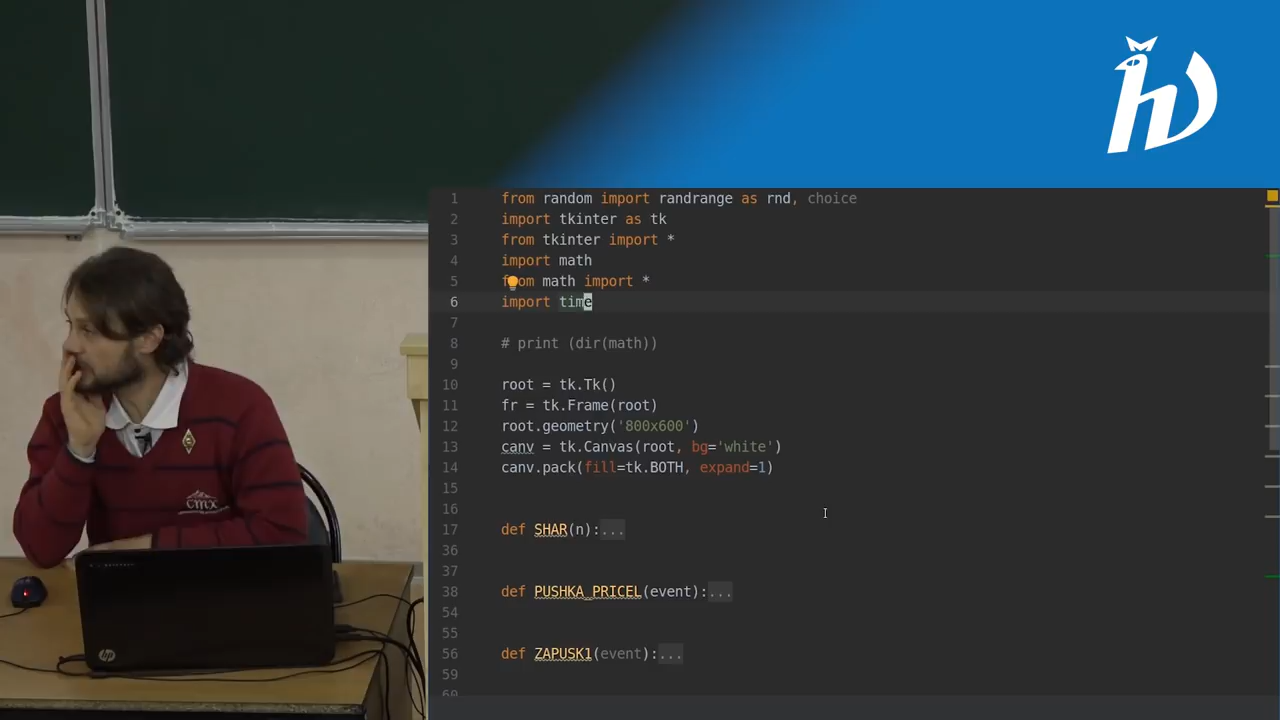 h
1 from random import randrange as rnd, choice
2 import tkinter as tk
3 from tkinter import *
4 import math
5 from math import *
6 import time
7
8 # print (dir(math))
9
10 root = tk.Tk()
11 fr = tk.Frame(root)
12 root.geometry('800x600')
13 canv = tk.Canvas(root, bg='white')
14 canv.pack(fill=tk.BOTH, expand=1)
15
16
17 def SHAR(n):...
36
37
38 def PUSHKA_PRICEL(event):...
54
55
56 def ZAPUSK1(event):...
59
60
cmx
hp